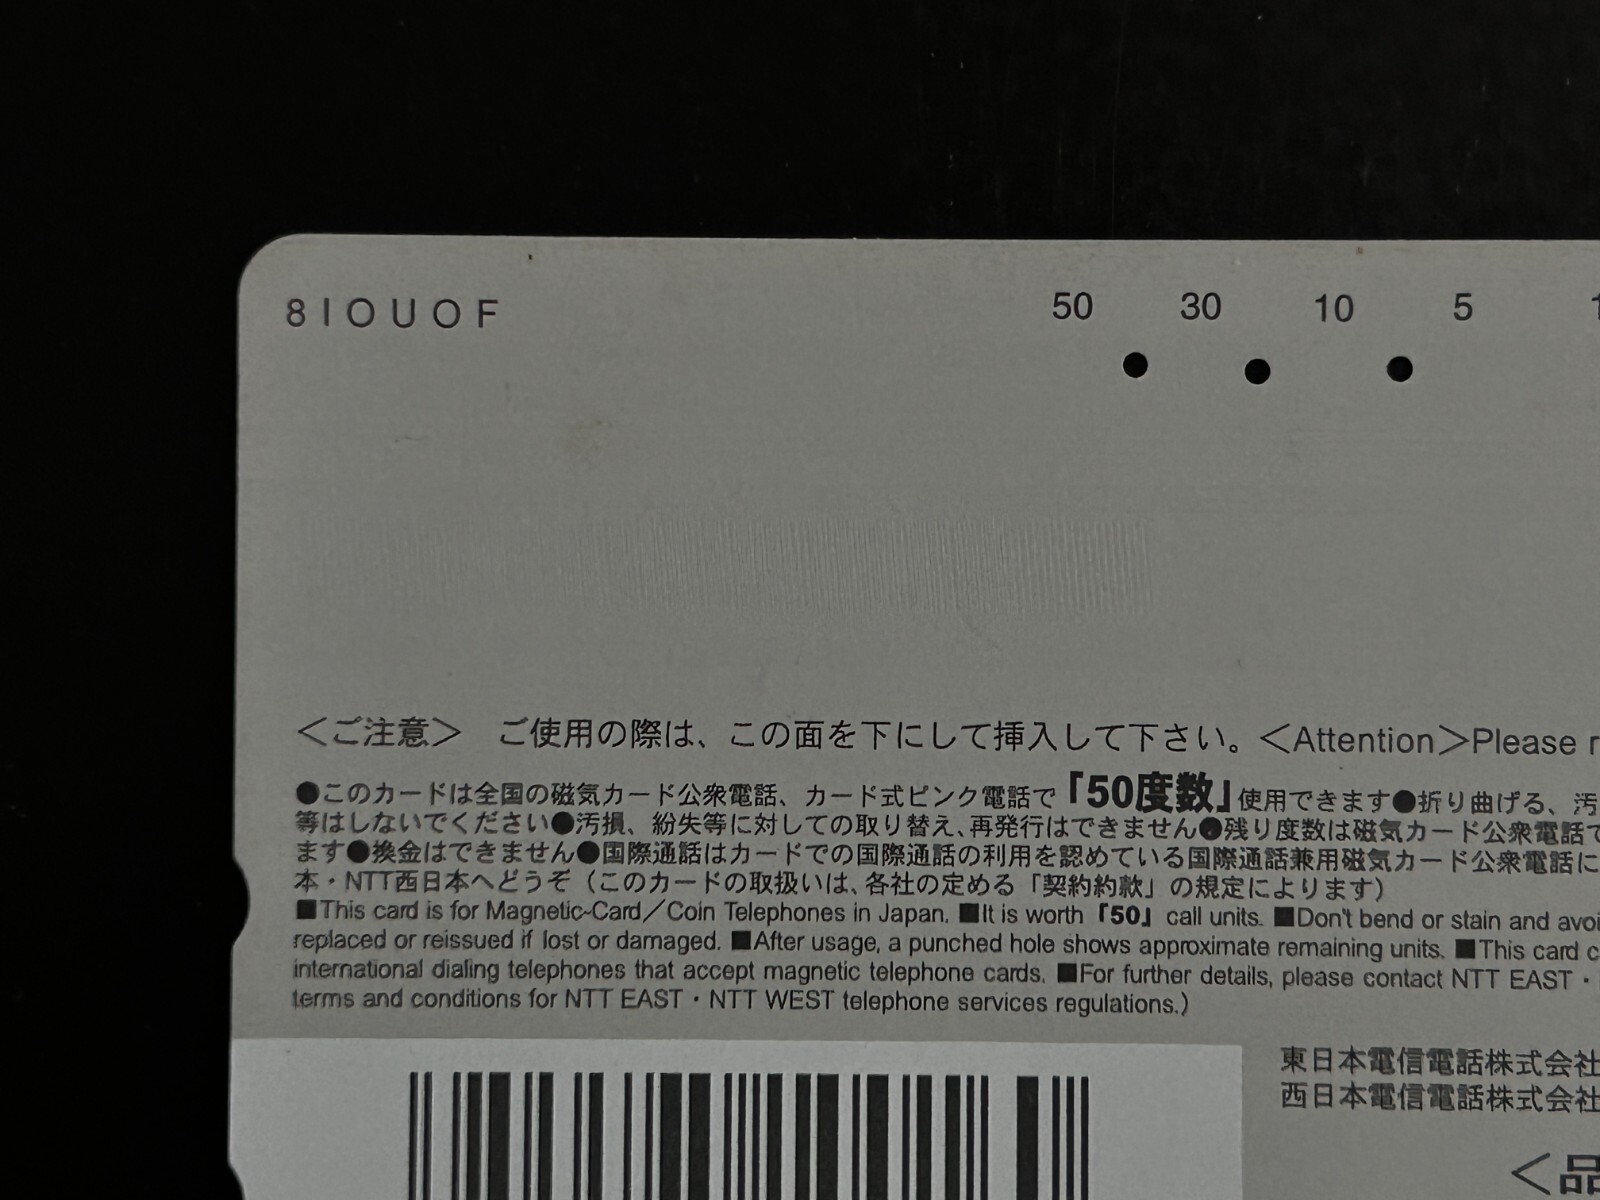 8IOUOF
50 30 10 5
＜ご注意＞　ご使用の際は、この面を下にして挿入して下さい。＜Attention＞Please
●このカードは全国の磁気カード公衆電話、カード式ピンク電話で「50度数」使用できます●折り曲げる、汚
等はしないでください●汚損、紛失等に対しての取り替え、再発行はできません●残り度数は磁気カード公衆電話で
ます●換金はできません●国際通話はカードでの国際通話の利用を認めている国際通話兼用磁気カード公衆電話に
本・NTT西日本へどうぞ（このカードの取扱いは、各社の定める「契約約款」の規定によります）
■This card is for Magnetic-Card／Coin Telephones in Japan. ■It is worth「50」call units. ■Don't bend or stain and avoi
replaced or reissued if lost or damaged. ■After usage, a punched hole shows approximate remaining units. ■This card c
international dialing telephones that accept magnetic telephone cards. ■For further details, please contact NTT EAST・
terms and conditions for NTT EAST・NTT WEST telephone services regulations.)
東日本電信電話株式会社
西日本電信電話株式会社
＜品